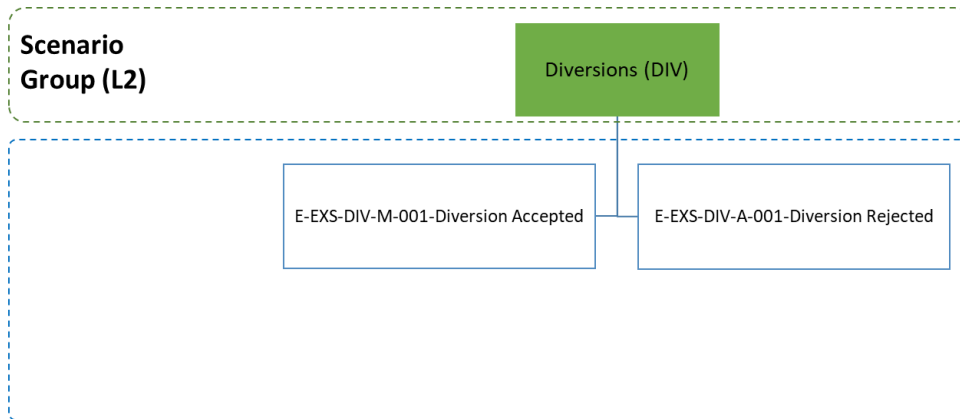 Scenario
Group (L2)
Diversions (DIV)
E-EXS-DIV-M-001-Diversion Accepted
E-EXS-DIV-A-001-Diversion Rejected